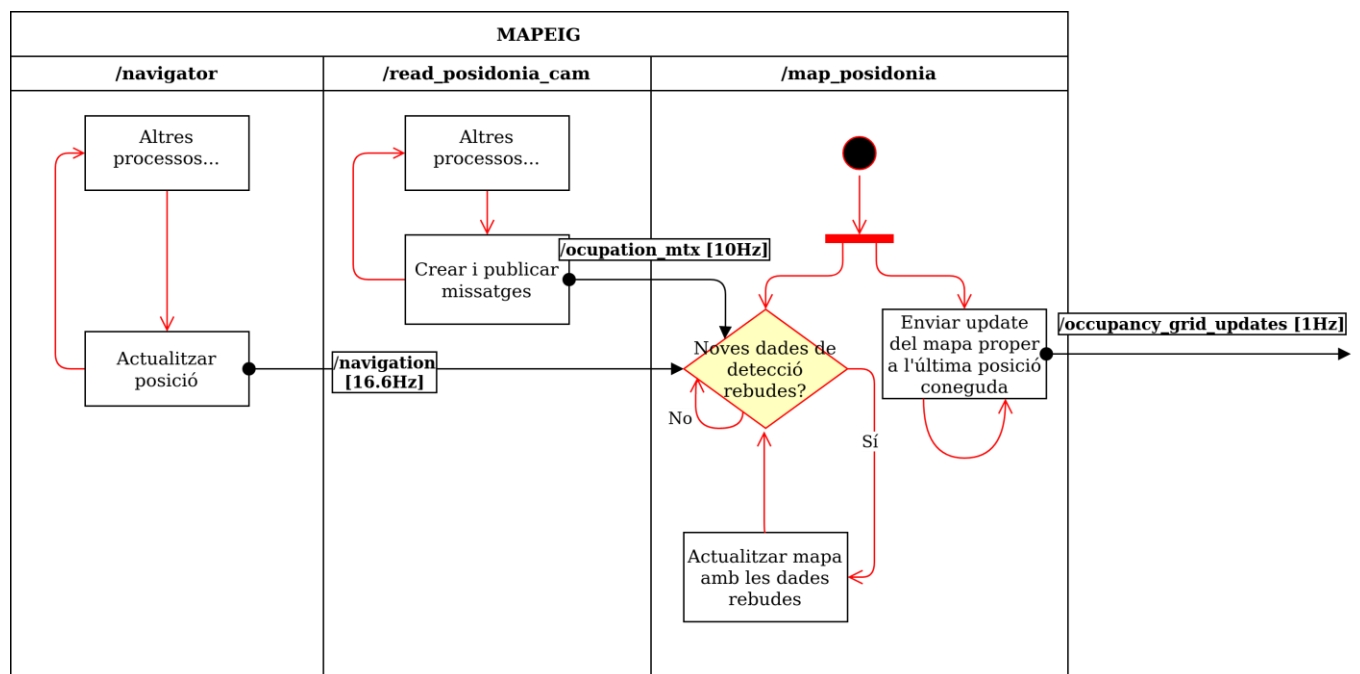 MAPEIG
/navigator
/read_posidonia_cam
/map_posidonia
Altres
processos...
Actualitzar
posició
/navigation
[16.6Hz]
Altres
processos...
Crear i publicar
missatges
/ocupation_mtx [10Hz]
Noves dades de
detecció
rebudes?
No
Sí
Actualitzar mapa
amb les dades
rebudes
Enviar update
del mapa proper
a l'última posició
coneguda
/occupancy_grid_updates [1Hz]